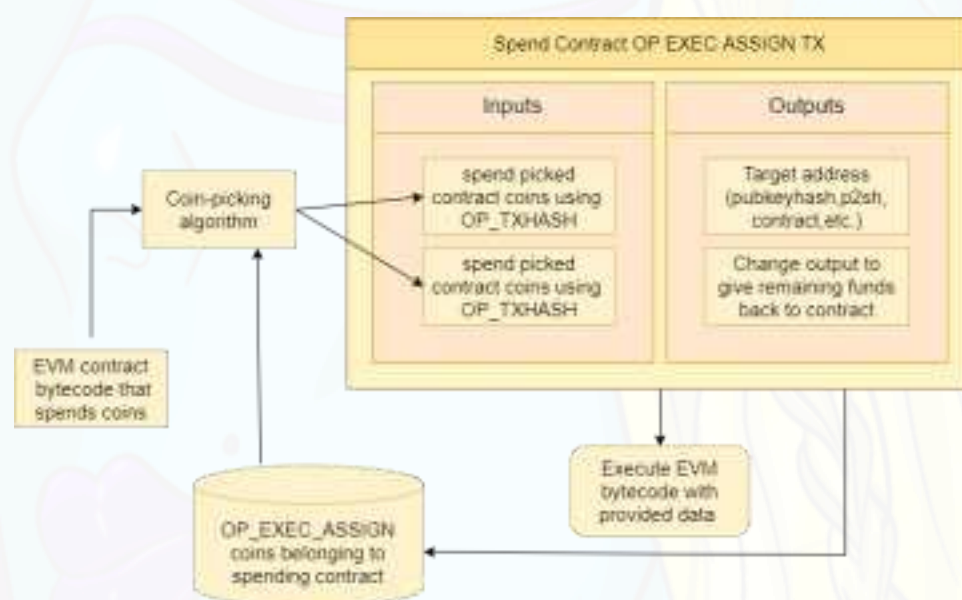 Spend Contract OP EXEC ASSIGN TX
Inputs
Outputs
spend picked
contract coins using
OP_TXHASH
spend picked
contract coins using
OP_TXHASH
Target address
(pubkeyhash,p2sh,
contract,etc.)
Change output to
give remaining funds
back to contract
Coin-picking
algorithm
EVM contract
bytecode that
spends coins
Execute EVM
bytecode with
provided data
OP_EXEC_ASSIGN
coins belonging to
spending contract